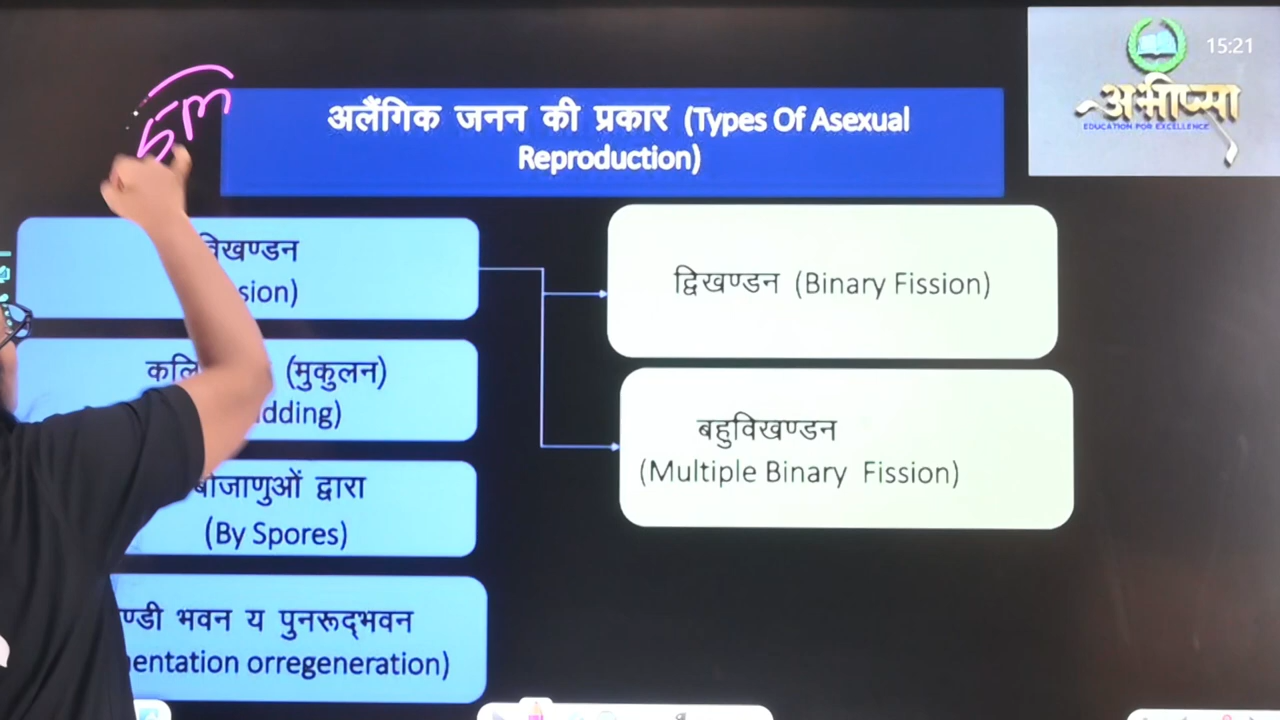 15:21
अभीप्सा
EDUCATION FOR EXCELLENCE
5m
अलैंगिक जनन की प्रकार (Types Of Asexual
Reproduction)
विखण्डन
sion)
द्विखण्डन (Binary Fission)
(मुकुलन)
dding)
बहुविखण्डन
(Multiple Binary Fission)
बीजाणुओं द्वारा
(By Spores)
ण्डी भवन य पुनरूद्भवन
entation orregeneration)